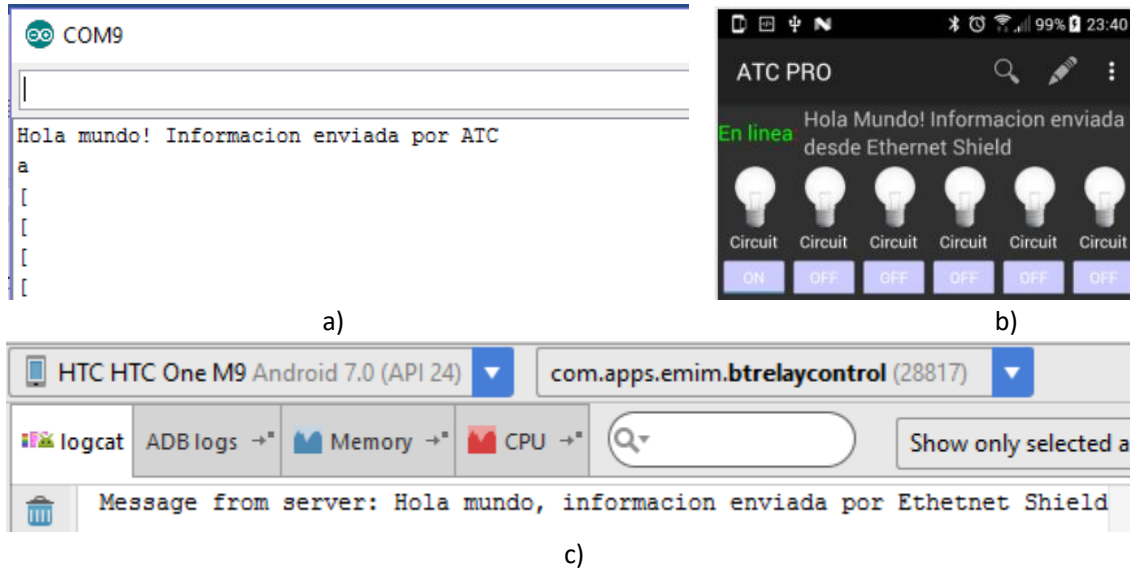 COM9
Hola mundo! Informacion enviada por ATC
a
[
[
[
[
a)
99% 23:40
ATC PRO
En linea: Hola Mundo! Informacion enviada
desde Ethernet Shield
Circuit Circuit Circuit Circuit Circuit Circuit
ON OFF OFF OFF OFF OFF
b)
HTC HTC One M9 Android 7.0 (API 24) com.apps.emim.btrelaycontrol (28817)
logcat ADB logs Memory CPU Show only selected a
Message from server: Hola mundo, informacion enviada por Ethetnet Shield
c)